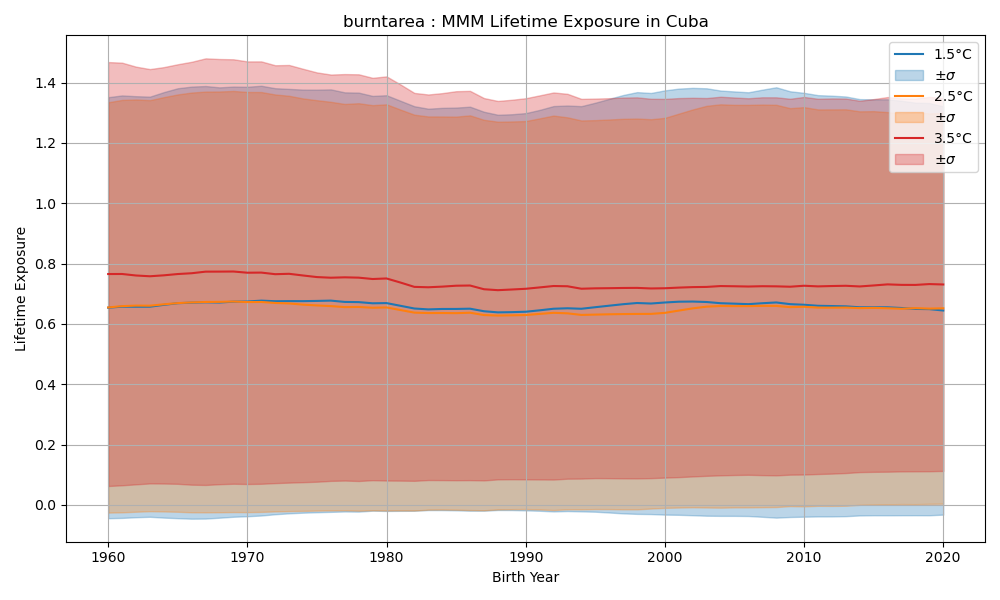 burntarea : MMM Lifetime Exposure in Cuba
1.5°C
±σ
2.5°C
±σ
3.5°C
±σ
Lifetime Exposure
1.4
1.2
1.0
0.8
0.6
0.4
0.2
0.0
1960 1970 1980 1990 2000 2010 2020
Birth Year